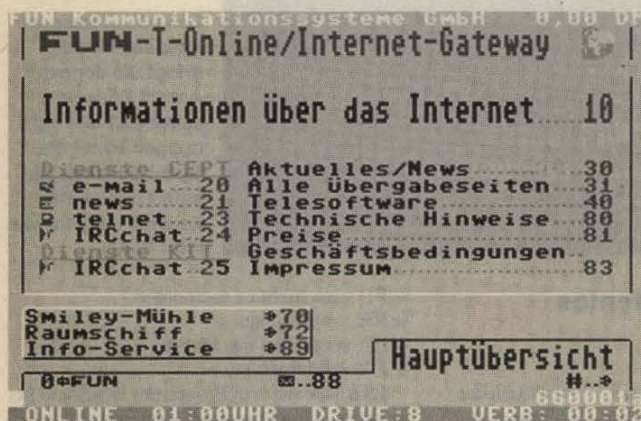 FUN Kommunikationssysteme GmbH 0,00 DM
FUN-T-Online/Internet-Gateway
Informationen über das Internet 10
Dienste CEPT
e-mail 20
news 21
telnet 23
IRCchat 24
Dienste KIT
IRCchat 25
Aktuelles/News 30
Alle Übergabeseiten 31
Telesoftware 40
Technische Hinweise 80
Preise 81
Geschäftsbedingungen..
Impressum 83
Smiley-Mühle *70
Raumschiff *72
Info-Service *89
Hauptübersicht
0*FUN ..88 #..*
ONLINE 01:00UHR DRIVE:8 VERB: 00:02